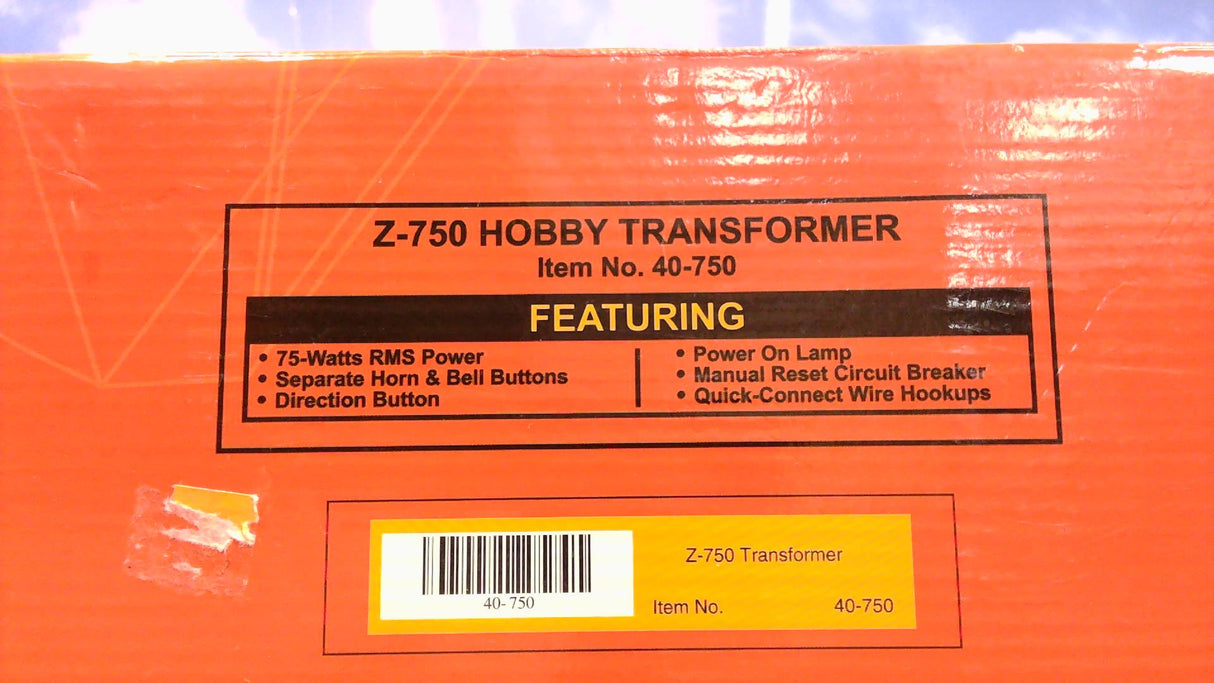 Z-750 HOBBY TRANSFORMER
Item No. 40-750
FEATURING
• 75-Watts RMS Power
• Separate Horn & Bell Buttons
• Direction Button
• Power On Lamp
• Manual Reset Circuit Breaker
• Quick-Connect Wire Hookups
40-750
Z-750 Transformer
Item No. 40-750